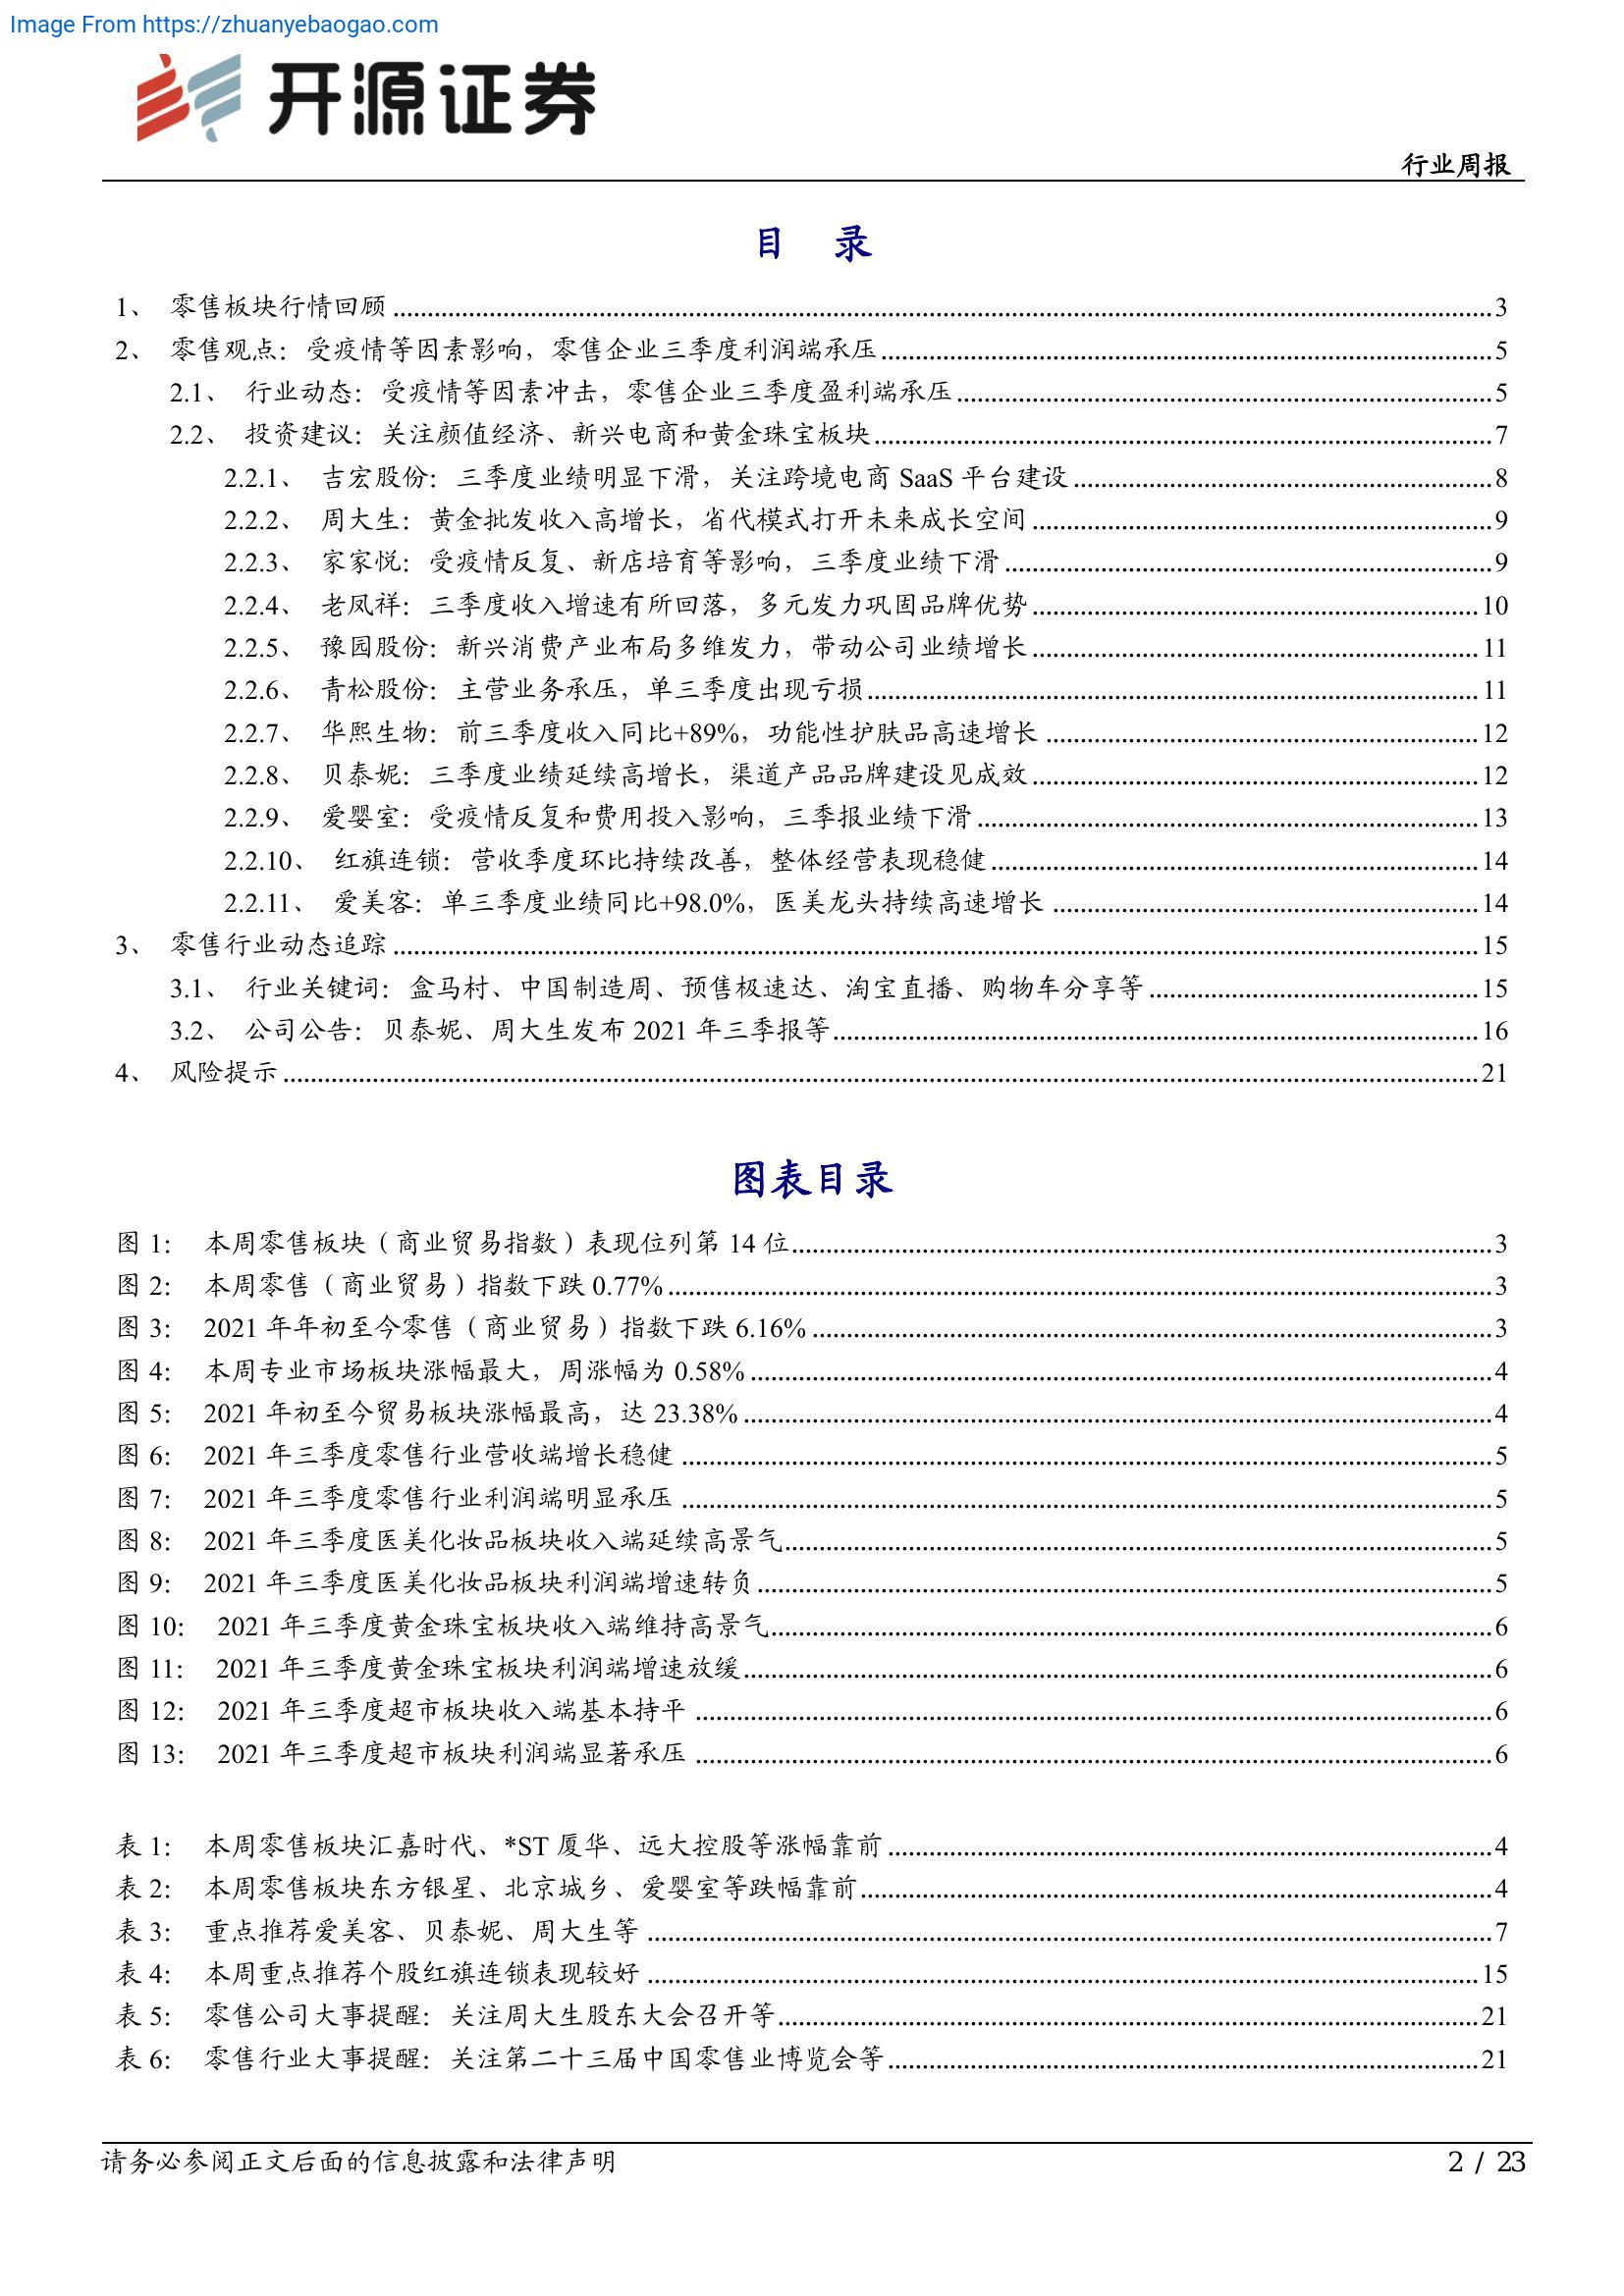 Image From https://zhuanyebaogao.com
开源证券
行业周报
目 录
1、 零售板块行情回顾 ........ 3
2、 零售观点：受疫情等因素影响，零售企业三季度利润端承压 ........ 5
2.1、 行业动态：受疫情等因素冲击，零售企业三季度盈利端承压 ........ 5
2.2、 投资建议：关注颜值经济、新兴电商和黄金珠宝板块 ........ 7
2.2.1、 吉宏股份：三季度业绩明显下滑，关注跨境电商 SaaS 平台建设 ........ 8
2.2.2、 周大生：黄金批发收入高增长，省代模式打开未来成长空间 ........ 9
2.2.3、 家家悦：受疫情反复、新店培育等影响，三季度业绩下滑 ........ 9
2.2.4、 老凤祥：三季度收入增速有所回落，多元发力巩固品牌优势 ........ 10
2.2.5、 豫园股份：新兴消费产业布局多维发力，带动公司业绩增长 ........ 11
2.2.6、 青松股份：主营业务承压，单三季度出现亏损 ........ 11
2.2.7、 华熙生物：前三季度收入同比+89%，功能性护肤品高速增长 ........ 12
2.2.8、 贝泰妮：三季度业绩延续高增长，渠道产品品牌建设见成效 ........ 12
2.2.9、 爱婴室：受疫情反复和费用投入影响，三季报业绩下滑 ........ 13
2.2.10、 红旗连锁：营收季度环比持续改善，整体经营表现稳健 ........ 14
2.2.11、 爱美客：单三季度业绩同比+98.0%，医美龙头持续高速增长 ........ 14
3、 零售行业动态追踪 ........ 15
3.1、 行业关键词：盒马村、中国制造周、预售极速达、淘宝直播、购物车分享等 ........ 15
3.2、 公司公告：贝泰妮、周大生发布 2021 年三季报等 ........ 16
4、 风险提示 ........ 21
图表目录
图 1： 本周零售板块（商业贸易指数）表现位列第 14 位 ........ 3
图 2： 本周零售（商业贸易）指数下跌 0.77% ........ 3
图 3： 2021 年年初至今零售（商业贸易）指数下跌 6.16% ........ 3
图 4： 本周专业市场板块涨幅最大，周涨幅为 0.58% ........ 4
图 5： 2021 年初至今贸易板块涨幅最高，达 23.38% ........ 4
图 6： 2021 年三季度零售行业营收端增长稳健 ........ 5
图 7： 2021 年三季度零售行业利润端明显承压 ........ 5
图 8： 2021 年三季度医美化妆品板块收入端延续高景气 ........ 5
图 9： 2021 年三季度医美化妆品板块利润端增速转负 ........ 5
图 10： 2021 年三季度黄金珠宝板块收入端维持高景气 ........ 6
图 11： 2021 年三季度黄金珠宝板块利润端增速放缓 ........ 6
图 12： 2021 年三季度超市板块收入端基本持平 ........ 6
图 13： 2021 年三季度超市板块利润端显著承压 ........ 6
表 1： 本周零售板块汇嘉时代、*ST 厦华、远大控股等涨幅靠前 ........ 4
表 2： 本周零售板块东方银星、北京城乡、爱婴室等跌幅靠前 ........ 4
表 3： 重点推荐爱美客、贝泰妮、周大生等 ........ 7
表 4： 本周重点推荐个股红旗连锁表现较好 ........ 15
表 5： 零售公司大事提醒：关注周大生股东大会召开等 ........ 21
表 6： 零售行业大事提醒：关注第二十三届中国零售业博览会等 ........ 21
请务必参阅正文后面的信息披露和法律声明
2 / 23